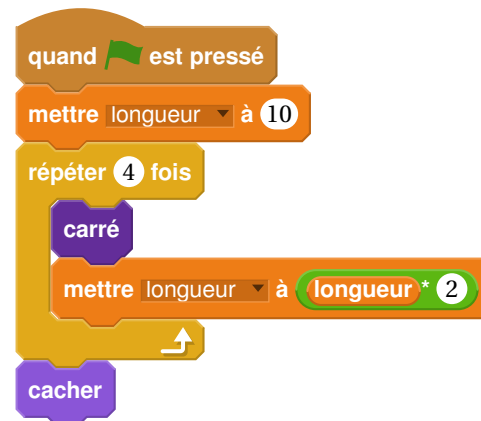 quand est pressé
mettre longueur à 10
répéter 4 fois
carré
mettre longueur à longueur * 2
cacher